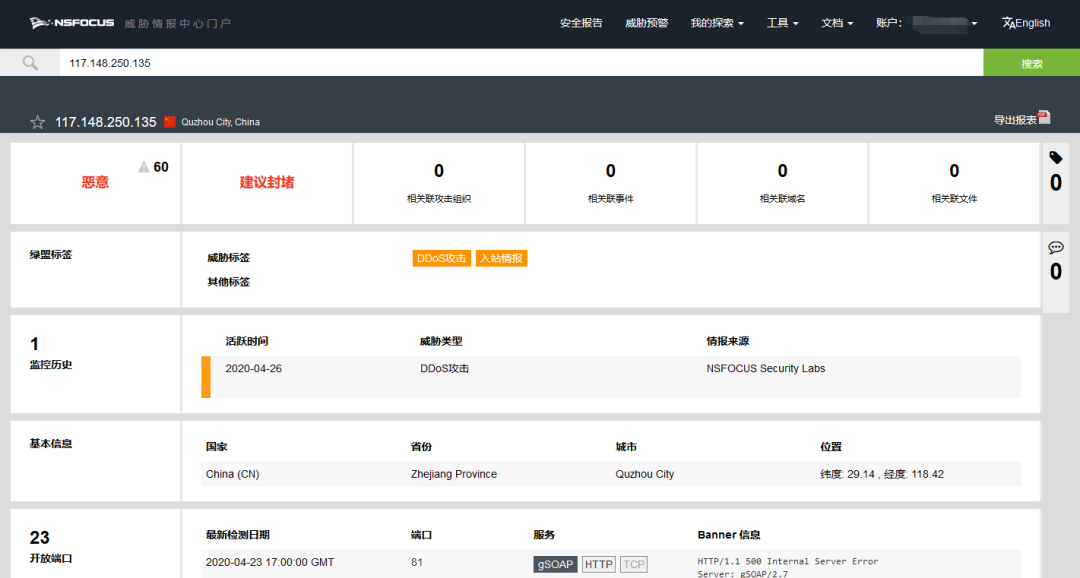 NSFOCUS 威胁情报中心门户 安全报告 威胁预警 我的探索 工具 文档 账户: English
117.148.250.135 搜索
117.148.250.135 Quzhou City, China 导出报表
恶意 60 建议封堵 0 0 0 0 0
相关联攻击组织 相关联事件 相关联域名 相关联文件
绿盟标签 威胁标签 DDoS攻击 入站情报 0
其他标签
1 活跃时间 威胁类型 情报来源
监控历史 2020-04-26 DDoS攻击 NSFOCUS Security Labs
基本信息 国家 省份 城市 位置
China (CN) Zhejiang Province Quzhou City 纬度: 29.14 , 经度: 118.42
23 最新检测日期 端口 服务 Banner 信息
开放端口 2020-04-23 17:00:00 GMT 81 gSOAP HTTP TCP HTTP/1.1 500 Internal Server Error
Server: gSOAP/2.7